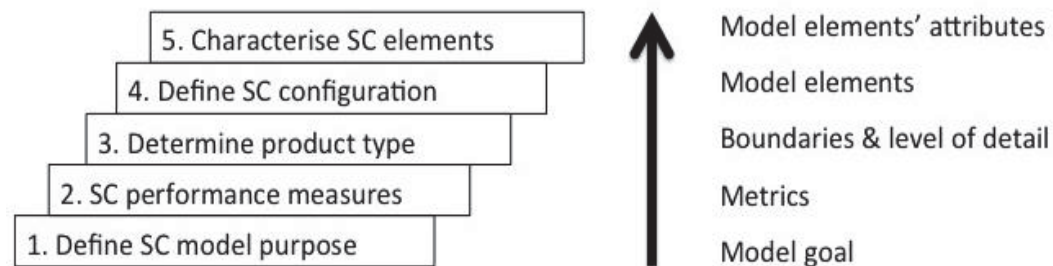 5. Characterise SC elements
4. Define SC configuration
3. Determine product type
2. SC performance measures
1. Define SC model purpose
Model elements’ attributes
Model elements
Boundaries & level of detail
Metrics
Model goal